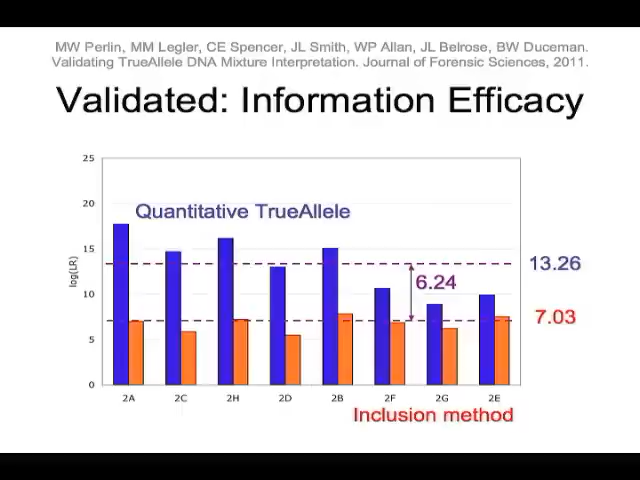 MW Perlin, MM Legler, CE Spencer, JL Smith, WP Allan, JL Belrose, BW Duceman.
Validating TrueAllele DNA Mixture Interpretation. Journal of Forensic Sciences, 2011.
Validated: Information Efficacy
25
20
Quantitative TrueAllele
15
log(LR)
13.26
6.24
10
7.03
5
0
2A 2C 2H 2D 2B 2F 2G 2E
Inclusion method